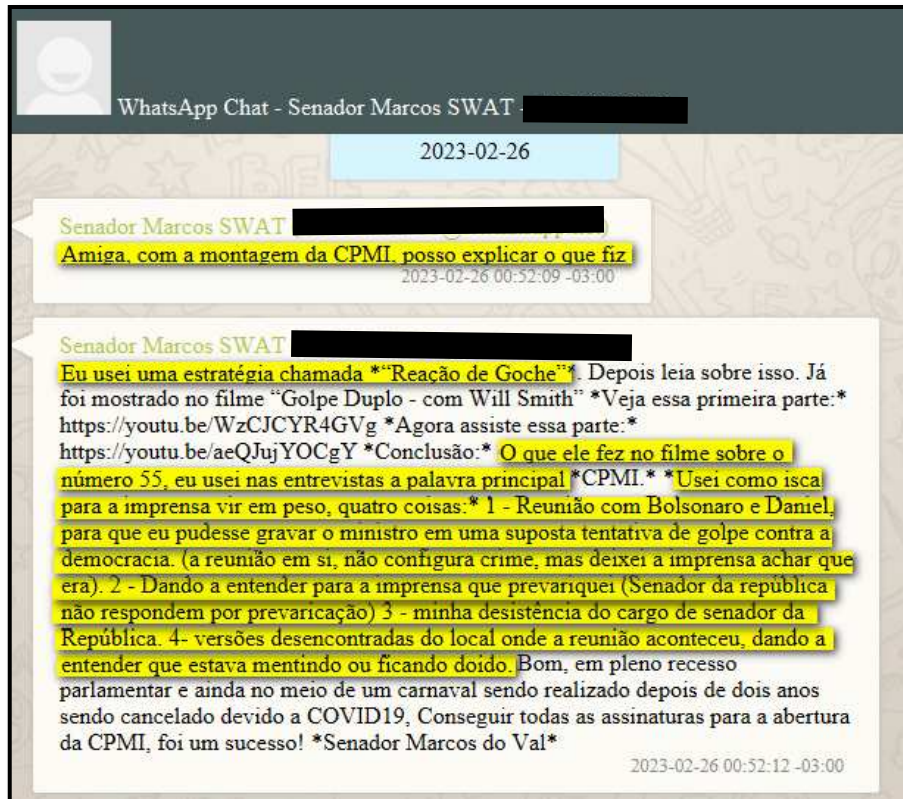 WhatsApp Chat - Senador Marcos SWAT -
2023-02-26
Senador Marcos SWAT
Amiga, com a montagem da CPMI, posso explicar o que fiz
2023-02-26 00:52:09 -03:00
Senador Marcos SWAT
Eu usei uma estratégia chamada *“Reação de Goche”*. Depois leia sobre isso. Já
foi mostrado no filme “Golpe Duplo - com Will Smith” *Veja essa primeira parte:*
https://youtu.be/WzCJCYR4GVg *Agora assiste essa parte:*
https://youtu.be/aeQJujYOCgY *Conclusão:* O que ele fez no filme sobre o
número 55, eu usei nas entrevistas a palavra principal *CPMI.* *Usei como isca
para a imprensa vir em peso, quatro coisas:* 1 - Reunião com Bolsonaro e Daniel,
para que eu pudesse gravar o ministro em uma suposta tentativa de golpe contra a
democracia. (a reunião em si, não configura crime, mas deixei a imprensa achar que
era). 2 - Dando a entender para a imprensa que prevariquei (Senador da república
não respondem por prevaricação) 3 - minha desistência do cargo de senador da
República. 4- versões desencontradas do local onde a reunião aconteceu, dando a
entender que estava mentindo ou ficando doido. Bom, em pleno recesso
parlamentar e ainda no meio de um carnaval sendo realizado depois de dois anos
sendo cancelado devido a COVID19, Conseguir todas as assinaturas para a abertura
da CPMI, foi um sucesso! *Senador Marcos do Val*
2023-02-26 00:52:12 -03:00